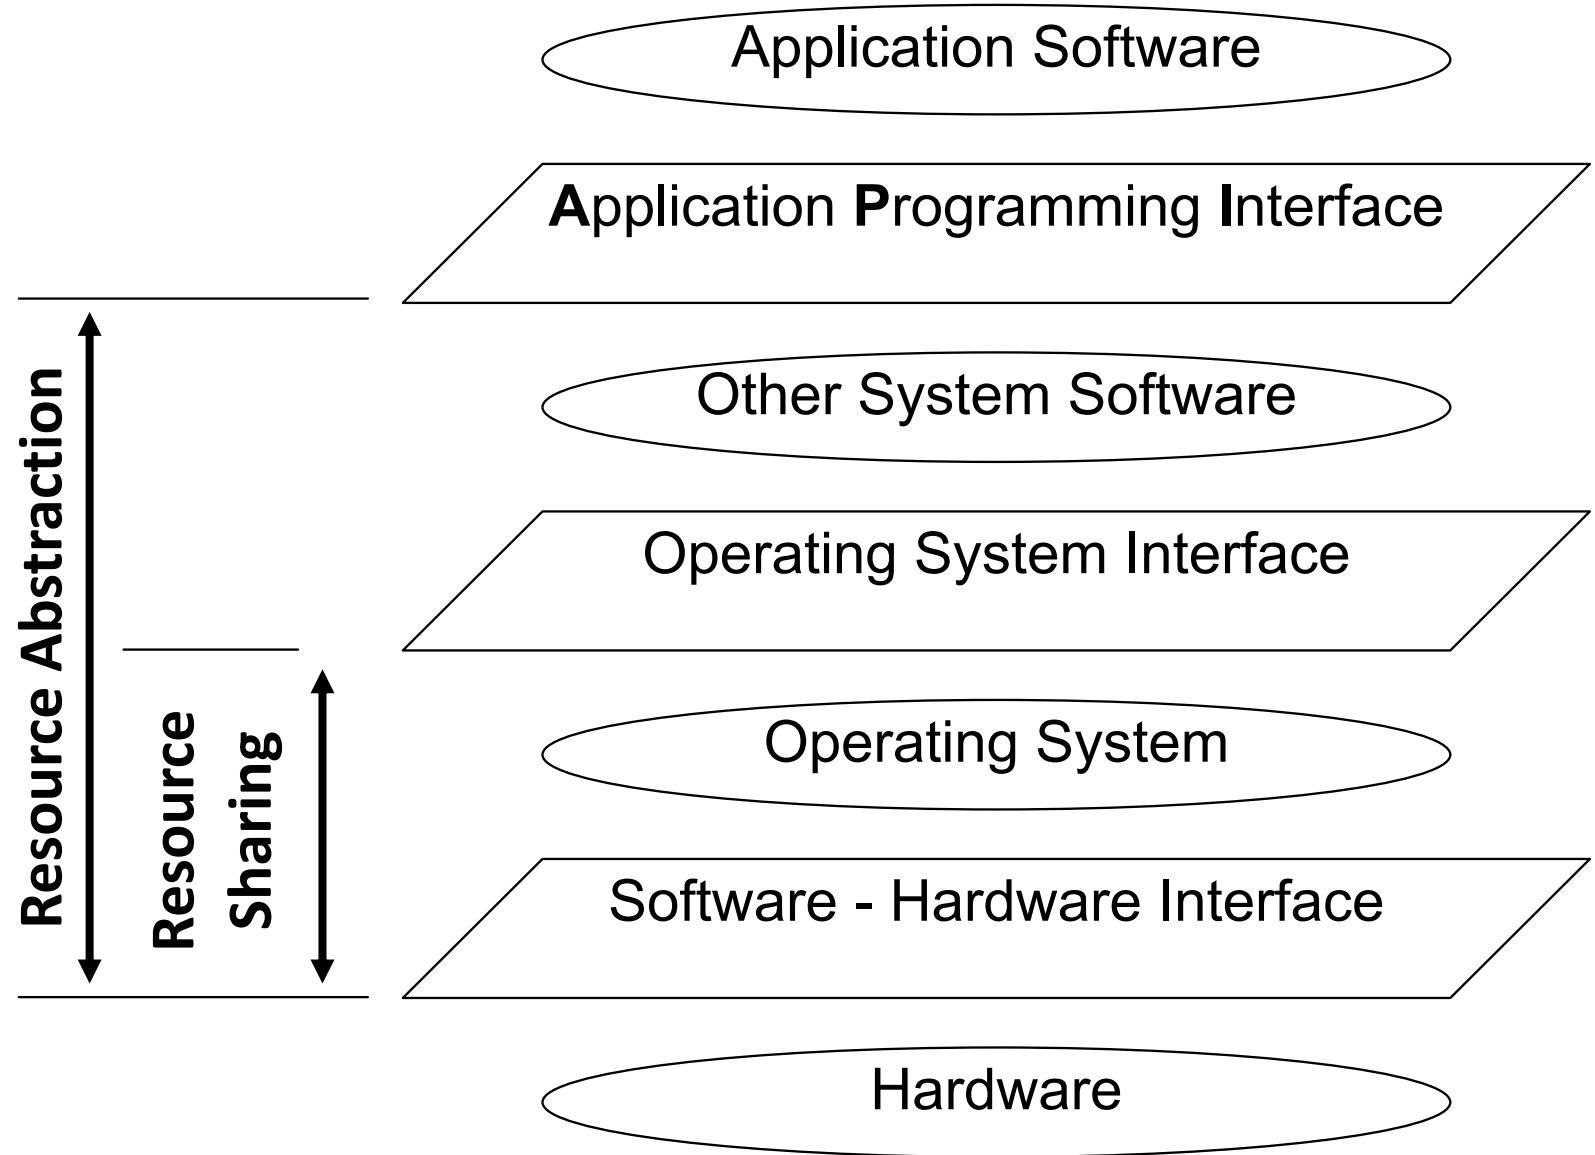 Application Software
Application Programming Interface
Other System Software
Operating System Interface
Operating System
Software - Hardware Interface
Hardware
Resource Abstraction
Resource
Sharing